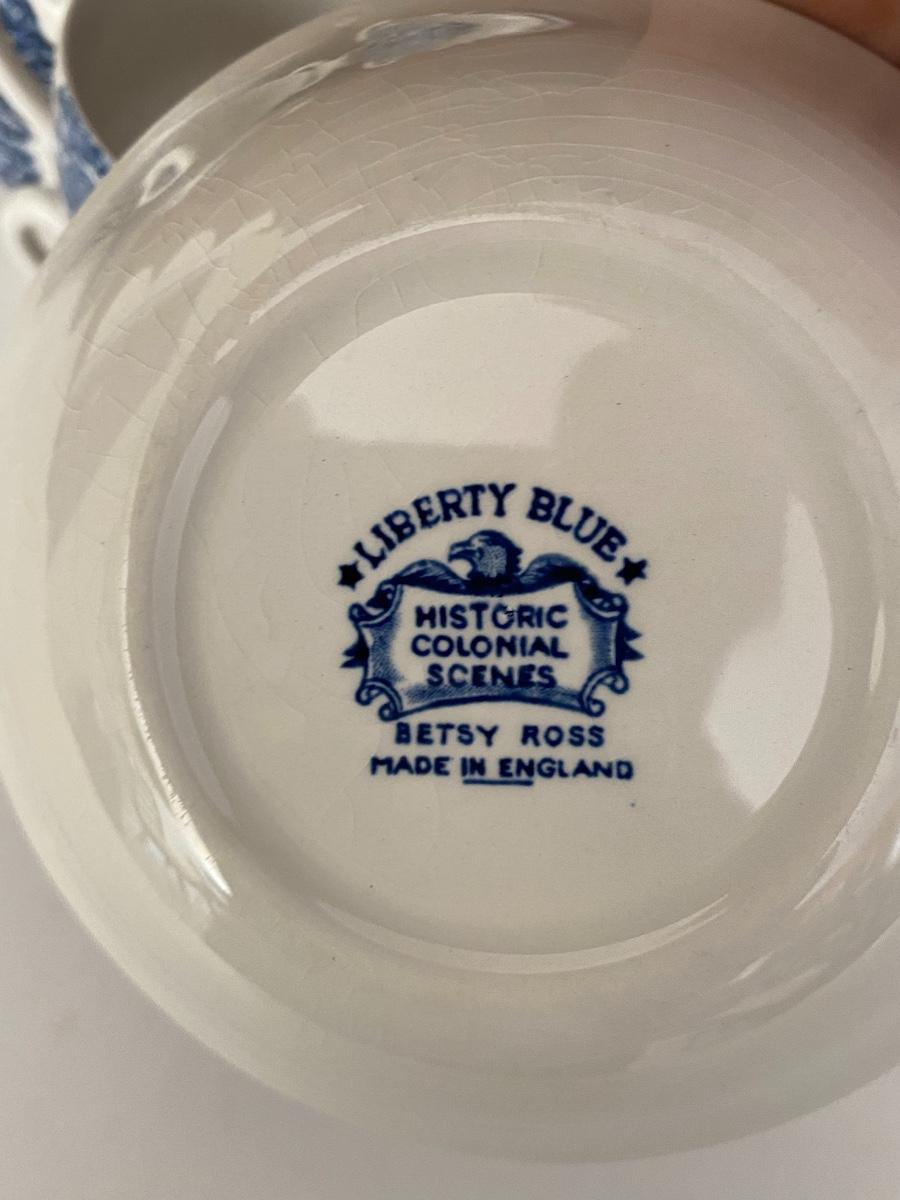 LIBERTY BLUE
HISTORIC
COLONIAL
SCENES
BETSY ROSS
MADE IN ENGLAND